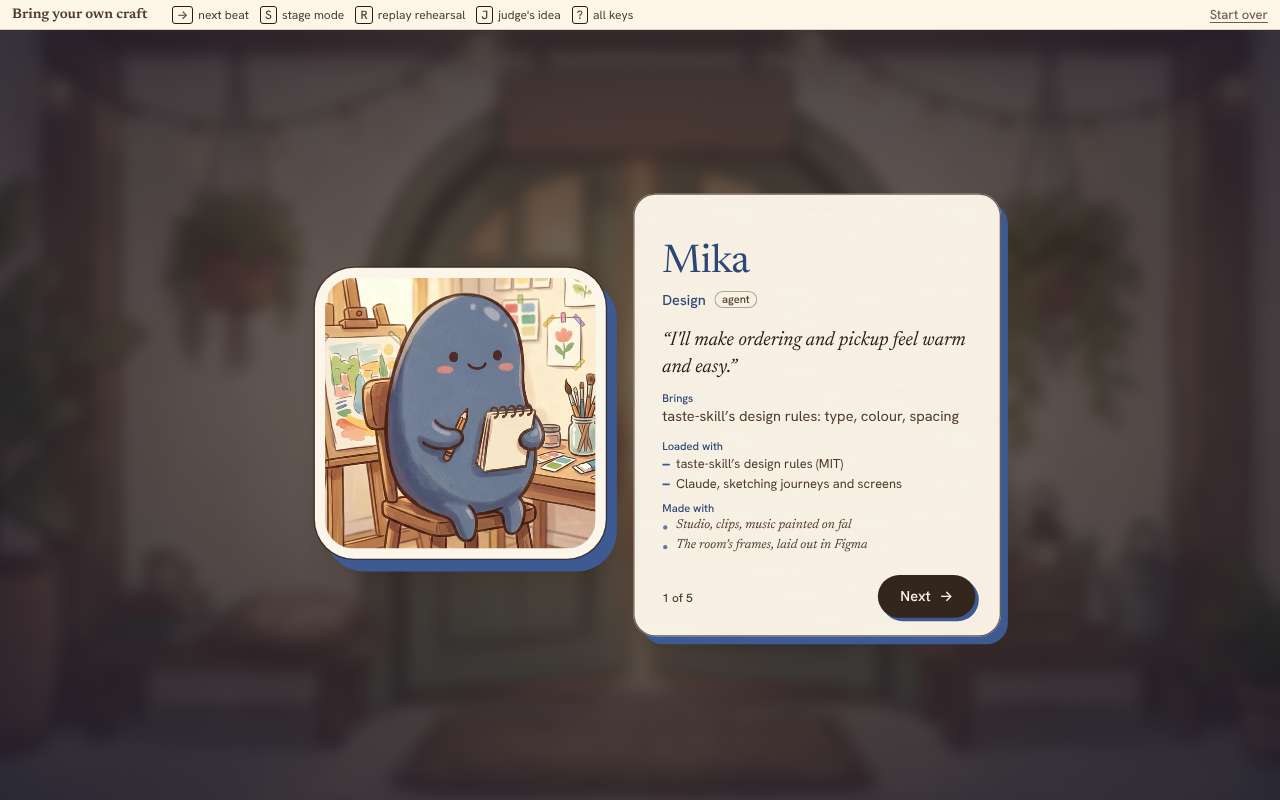 Bring your own craft → next beat S stage mode R replay rehearsal J judge's idea ? all keys Start over
Mika
Design agent
“I'll make ordering and pickup feel warm
and easy.”
Brings
taste-skill’s design rules: type, colour, spacing
Loaded with
– taste-skill’s design rules (MIT)
– Claude, sketching journeys and screens
Made with
• Studio, clips, music painted on fal
• The room's frames, laid out in Figma
1 of 5
Next →